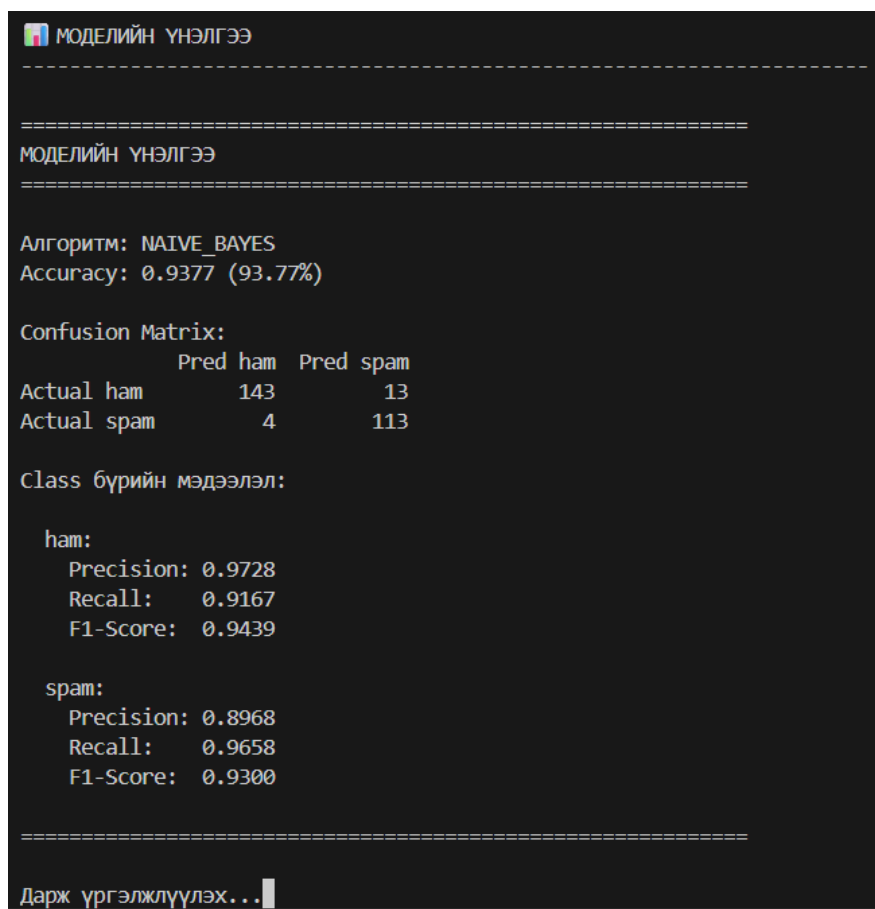 📊 МОДЕЛИЙН ҮНЭЛГЭЭ
----------------------------------------------------------------------
============================================================
МОДЕЛИЙН ҮНЭЛГЭЭ
============================================================
Алгоритм: NAIVE_BAYES
Accuracy: 0.9377 (93.77%)
Confusion Matrix:
Pred ham Pred spam
Actual ham 143 13
Actual spam 4 113
Class бүрийн мэдээлэл:
ham:
Precision: 0.9728
Recall: 0.9167
F1-Score: 0.9439
spam:
Precision: 0.8968
Recall: 0.9658
F1-Score: 0.9300
============================================================
Дарж үргэлжлүүлэх...